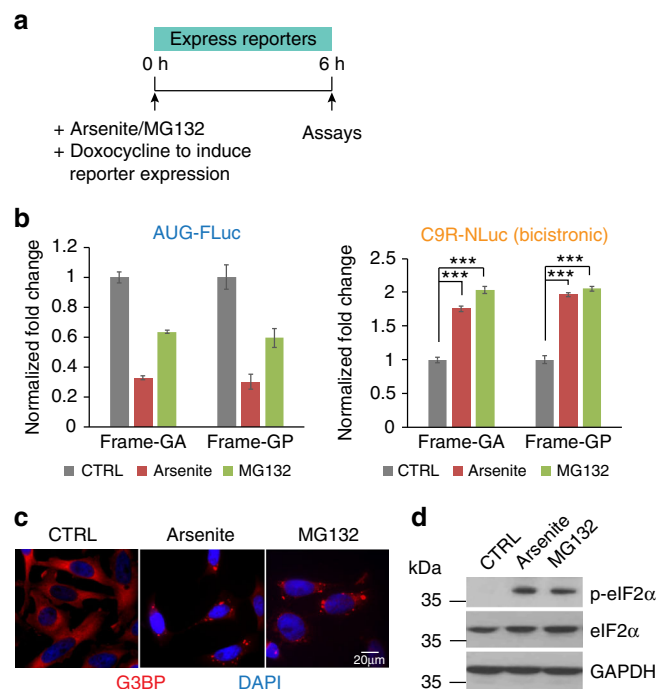 a
Express reporters
0 h
6 h
+ Arsenite/MG132
+ Doxocycline to induce
reporter expression
Assays
b
AUG-FLuc
Normalized fold change
1.2
1
0.8
0.6
0.4
0.2
0
Frame-GA
Frame-GP
CTRL
Arsenite
MG132
C9R-NLuc (bicistronic)
Normalized fold change
2.5
2
1.5
1
0.5
0
***
***
***
***
Frame-GA
Frame-GP
CTRL
Arsenite
MG132
c
CTRL
Arsenite
MG132
20μm
G3BP
DAPI
d
kDa
CTRL
Arsenite
MG132
35
p-eIF2α
35
eIF2α
35
GAPDH